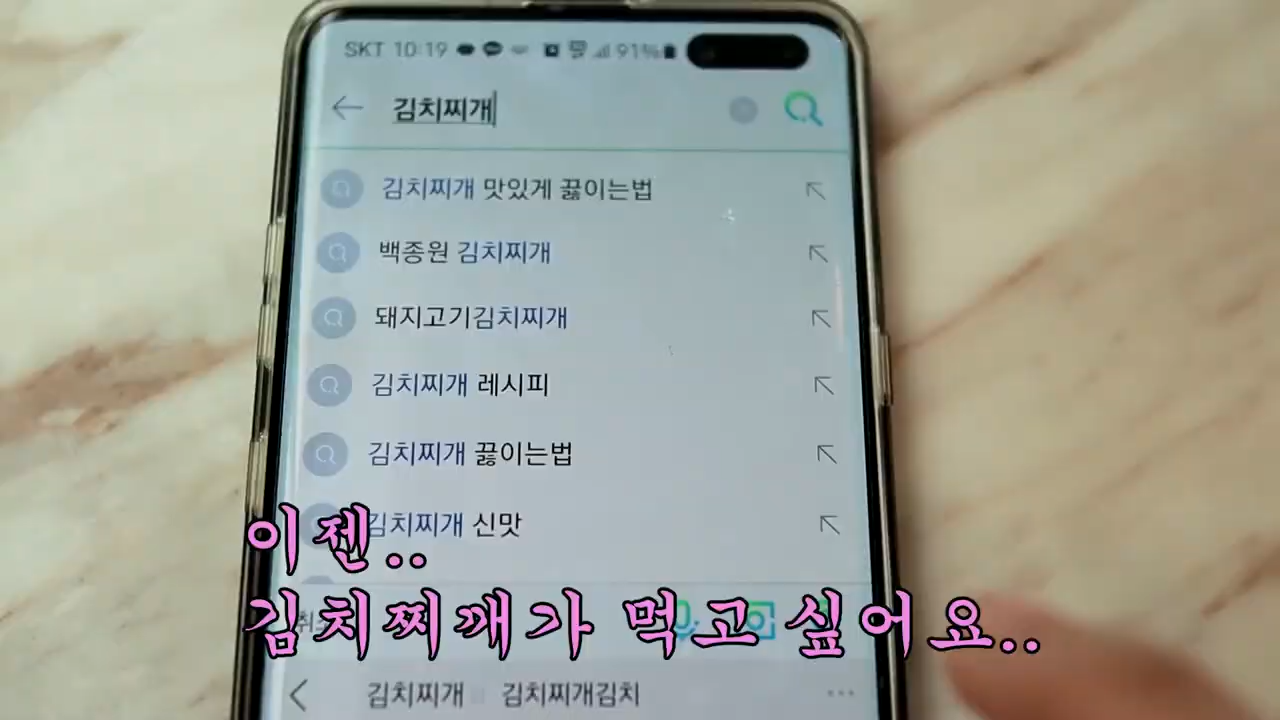 SKT 10:19 91%
김치찌개
김치찌개 맛있게 끓이는법
백종원 김치찌개
돼지고기김치찌개
김치찌개 레시피
김치찌개 끓이는법
김치찌개 신맛
이젠..
김치찌깨가 먹고 싶어요..
김치찌개 김치찌개김치